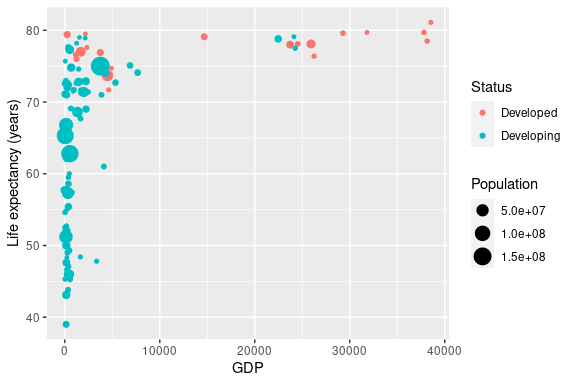 80
70
60
50
40
Life expectancy (years)
0
10000
20000
30000
40000
GDP
Status
Developed
Developing
Population
5.0e+07
1.0e+08
1.5e+08